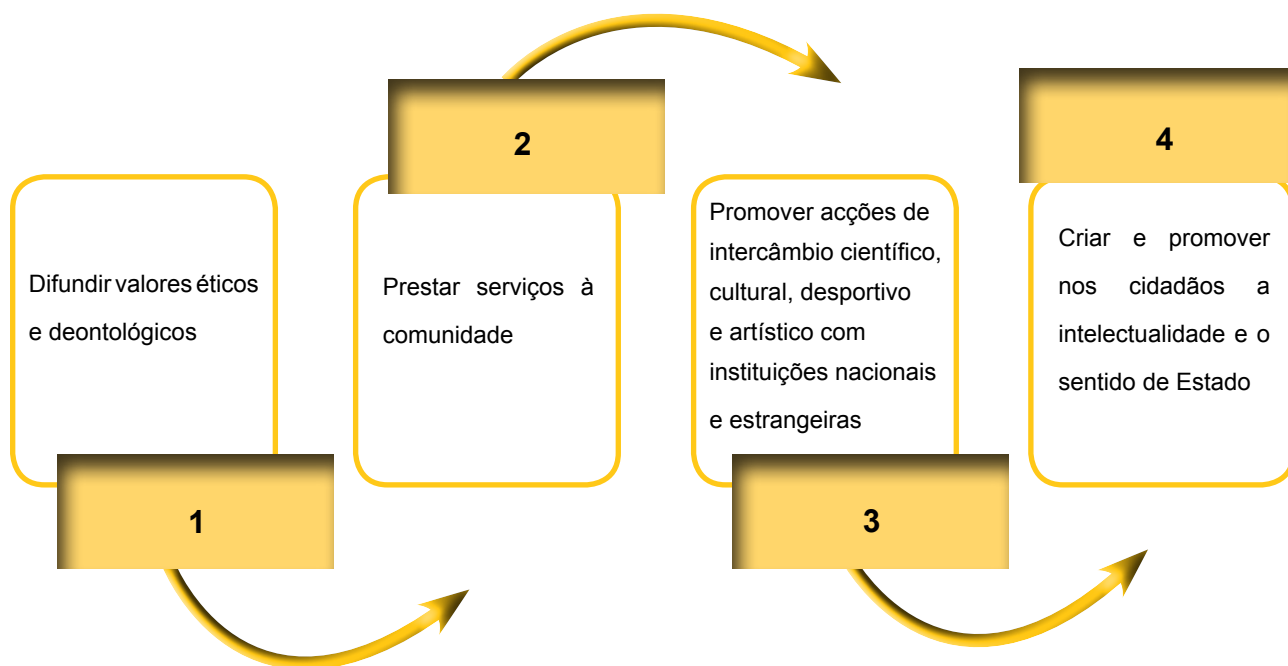 Difundir valores éticos
e deontológicos
1
2
Prestar serviços à
comunidade
Promover acções de
intercâmbio científico,
cultural, desportivo
e artístico com
instituições nacionais
e estrangeiras
3
4
Criar e promover
nos cidadãos a
intelectualidade e o
sentido de Estado